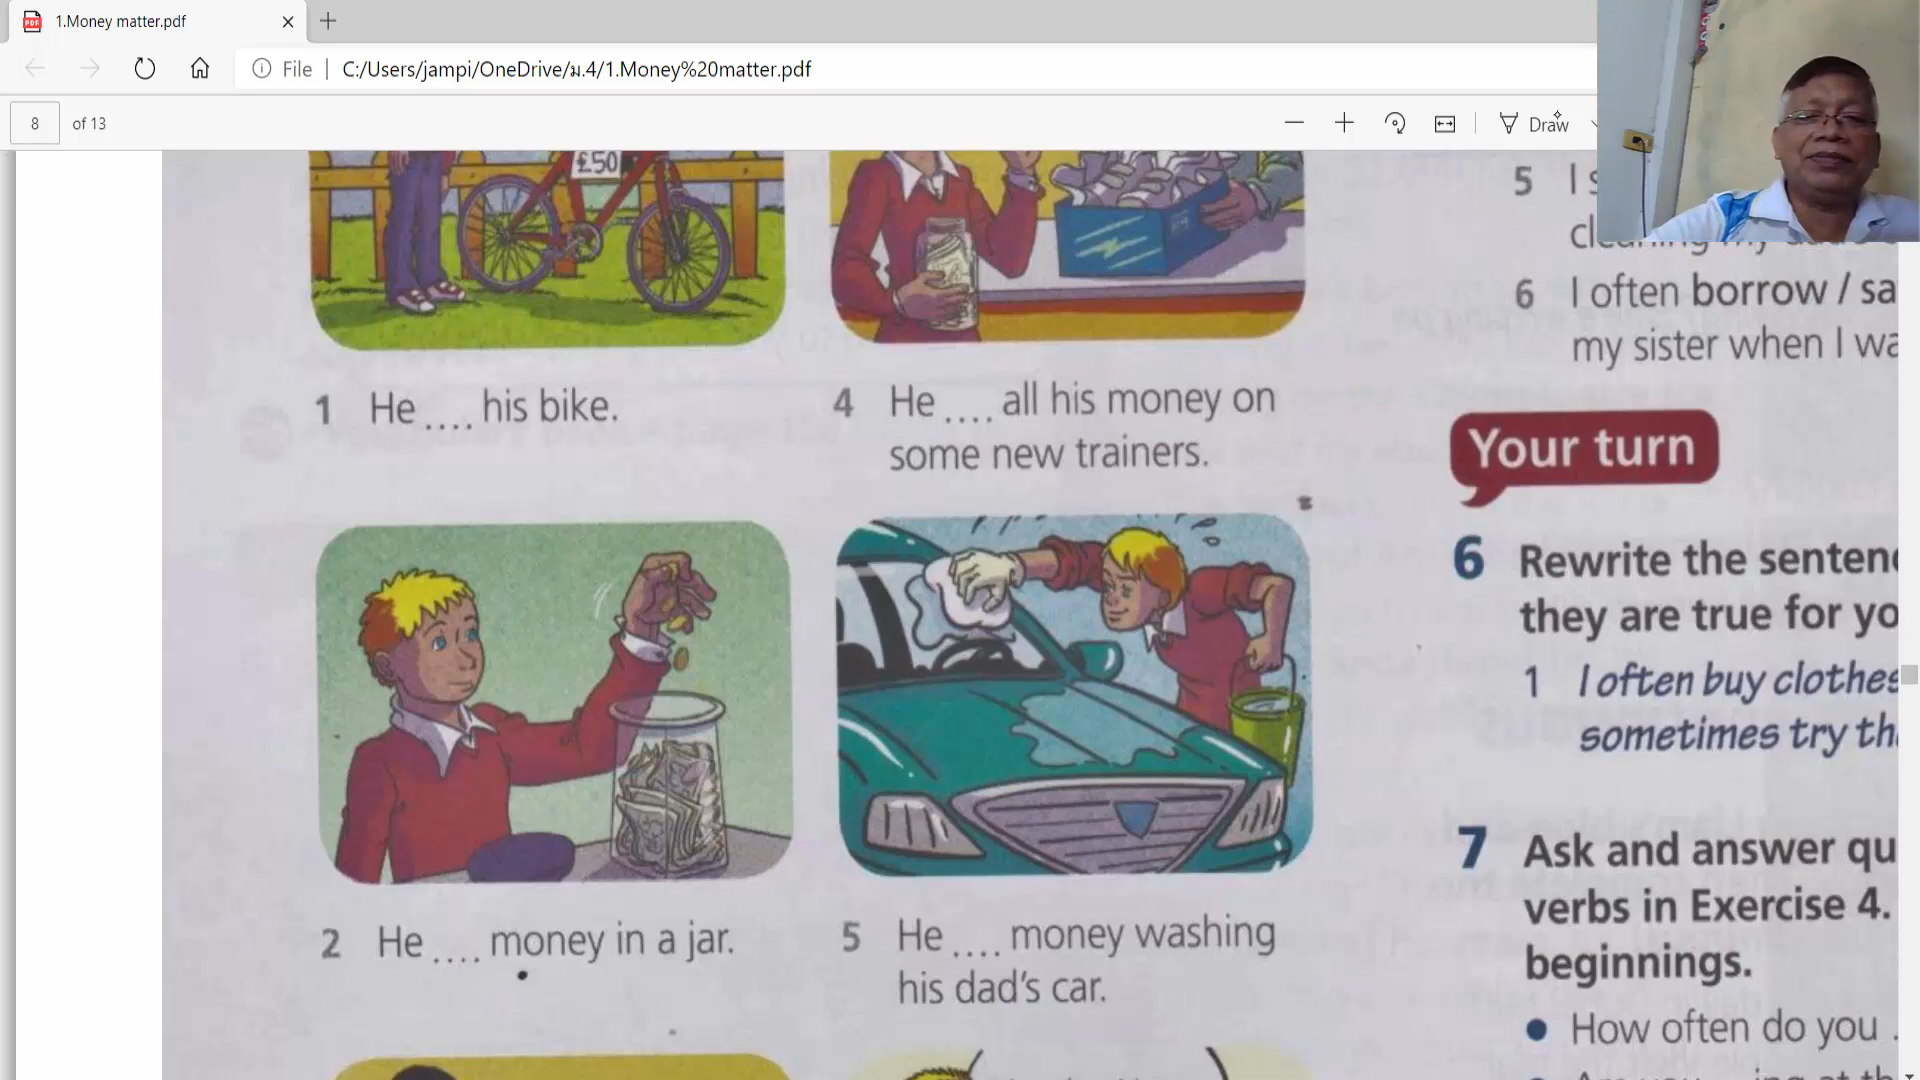 1.Money matter.pdf
File | C:/Users/jampi/OneDrive/ม.4/1.Money%20matter.pdf
8 of 13
Draw
£50
1 He .... his bike.
4 He .... all his money on
some new trainers.
2 He .... money in a jar.
5 He .... money washing
his dad's car.
5 I s
6 I often borrow / sa
my sister when I wa
Your turn
6 Rewrite the sentenc
they are true for yo
1 I often buy clothes
sometimes try th
7 Ask and answer qu
verbs in Exercise 4.
beginnings.
• How often do you .